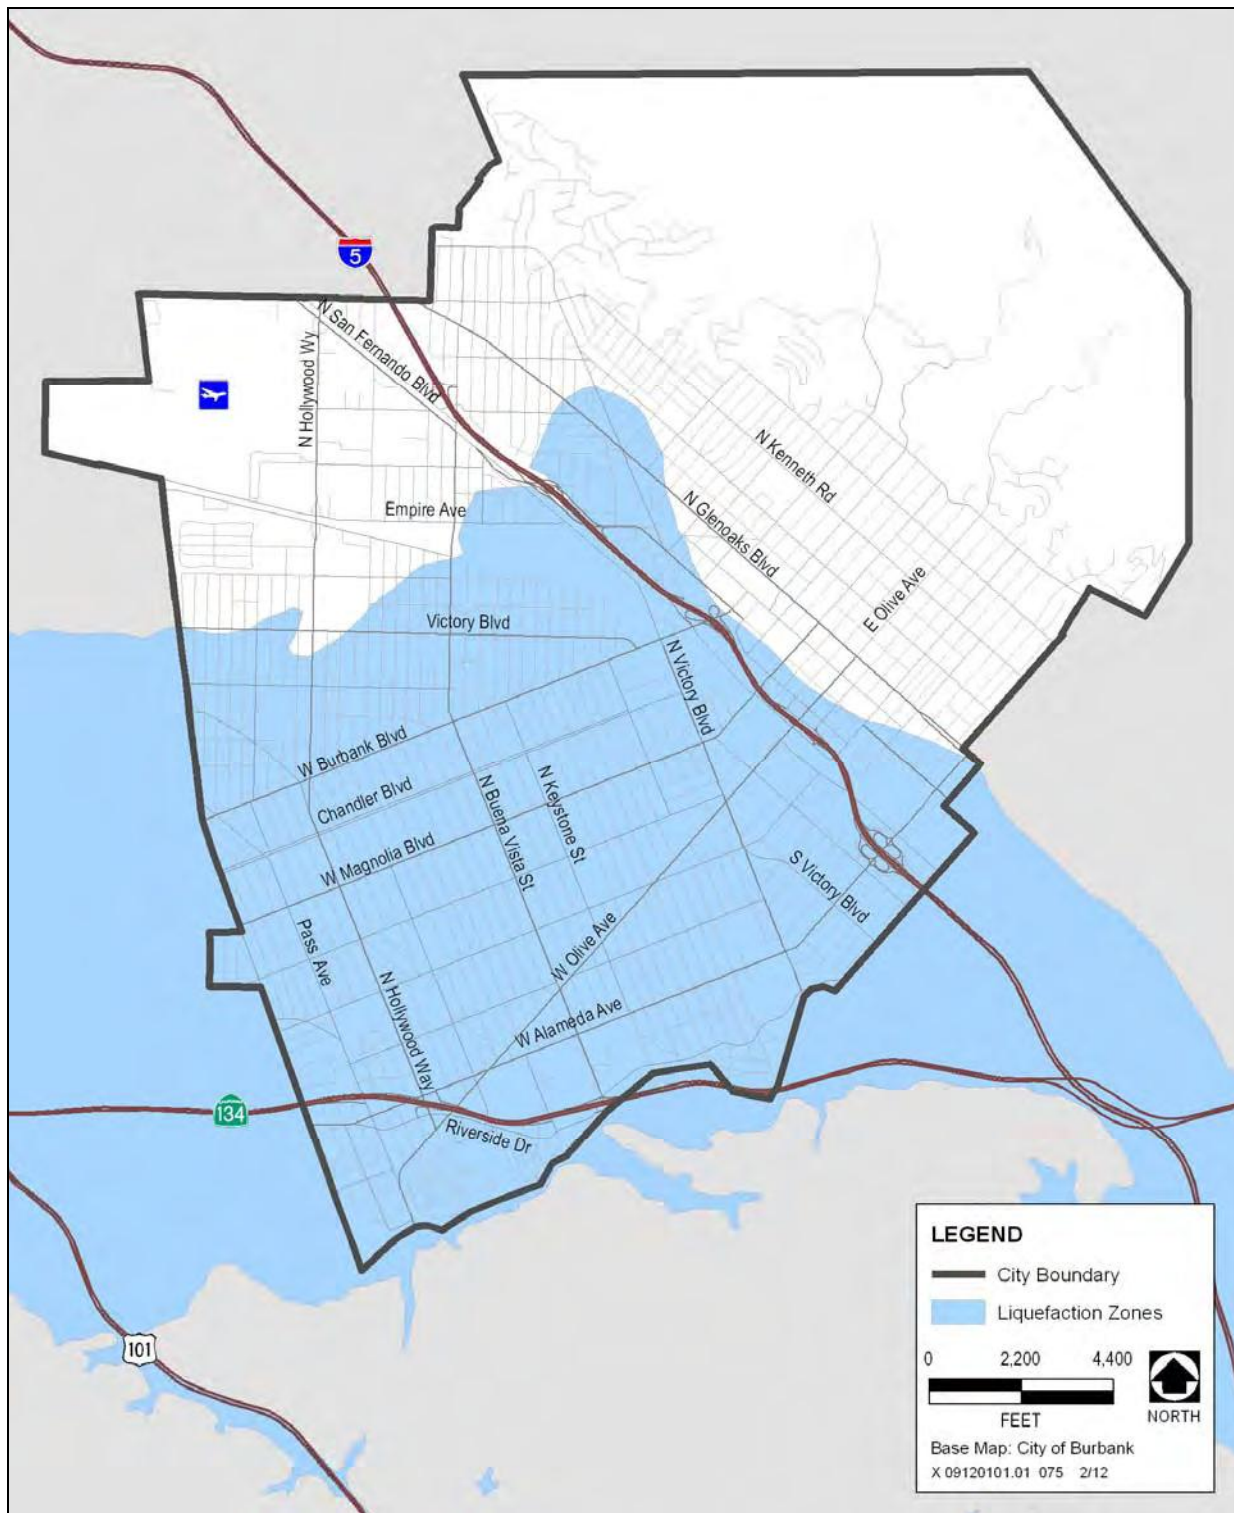 5
N San Fernando Blvd
N Hollywood Wy
N Kenneth Rd
N Glenoaks Blvd
Empire Ave
E Olive Ave
Victory Blvd
N Victory Blvd
W Burbank Blvd
Chandler Blvd
N Keystone St
N Buena Vista St
W Magnolia Blvd
S Victory Blvd
Pass Ave
W Olive Ave
N Hollywood Way
W Alameda Ave
134
Riverside Dr
101
LEGEND
City Boundary
Liquefaction Zones
0 2,200 4,400
FEET
NORTH
Base Map: City of Burbank
X 09120101.01 075 2/12